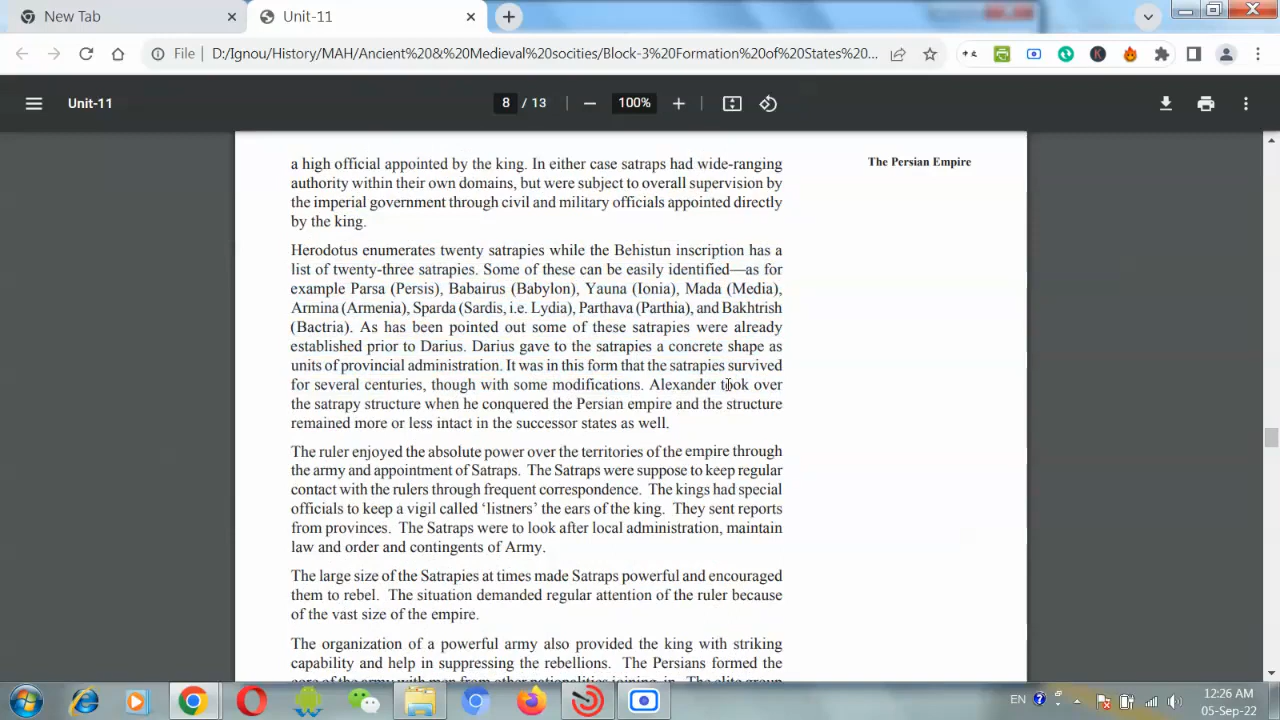 New Tab
Unit-11
File
D:/Ignou/History/MAH/Ancient%20&%20Medieval%20socities/Block-3%20Formation%20of%20States%20...
Unit-11
8 / 13
100%
a high official appointed by the king. In either case satraps had wide-ranging
authority within their own domains, but were subject to overall supervision by
the imperial government through civil and military officials appointed directly
by the king.
The Persian Empire
Herodotus enumerates twenty satrapies while the Behistun inscription has a
list of twenty-three satrapies. Some of these can be easily identified—as for
example Parsa (Persis), Babairus (Babylon), Yauna (Ionia), Mada (Media),
Armina (Armenia), Sparda (Sardis, i.e. Lydia), Parthava (Parthia), and Bakhtrish
(Bactria). As has been pointed out some of these satrapies were already
established prior to Darius. Darius gave to the satrapies a concrete shape as
units of provincial administration. It was in this form that the satrapies survived
for several centuries, though with some modifications. Alexander took over
the satrapy structure when he conquered the Persian empire and the structure
remained more or less intact in the successor states as well.
The ruler enjoyed the absolute power over the territories of the empire through
the army and appointment of Satraps. The Satraps were suppose to keep regular
contact with the rulers through frequent correspondence. The kings had special
officials to keep a vigil called ‘listners’ the ears of the king. They sent reports
from provinces. The Satraps were to look after local administration, maintain
law and order and contingents of Army.
The large size of the Satrapies at times made Satraps powerful and encouraged
them to rebel. The situation demanded regular attention of the ruler because
of the vast size of the empire.
The organization of a powerful army also provided the king with striking
capability and help in suppressing the rebellions. The Persians formed the
core of the army with men from other nationalities joining in. The elite group
EN
12:26 AM
05-Sep-22